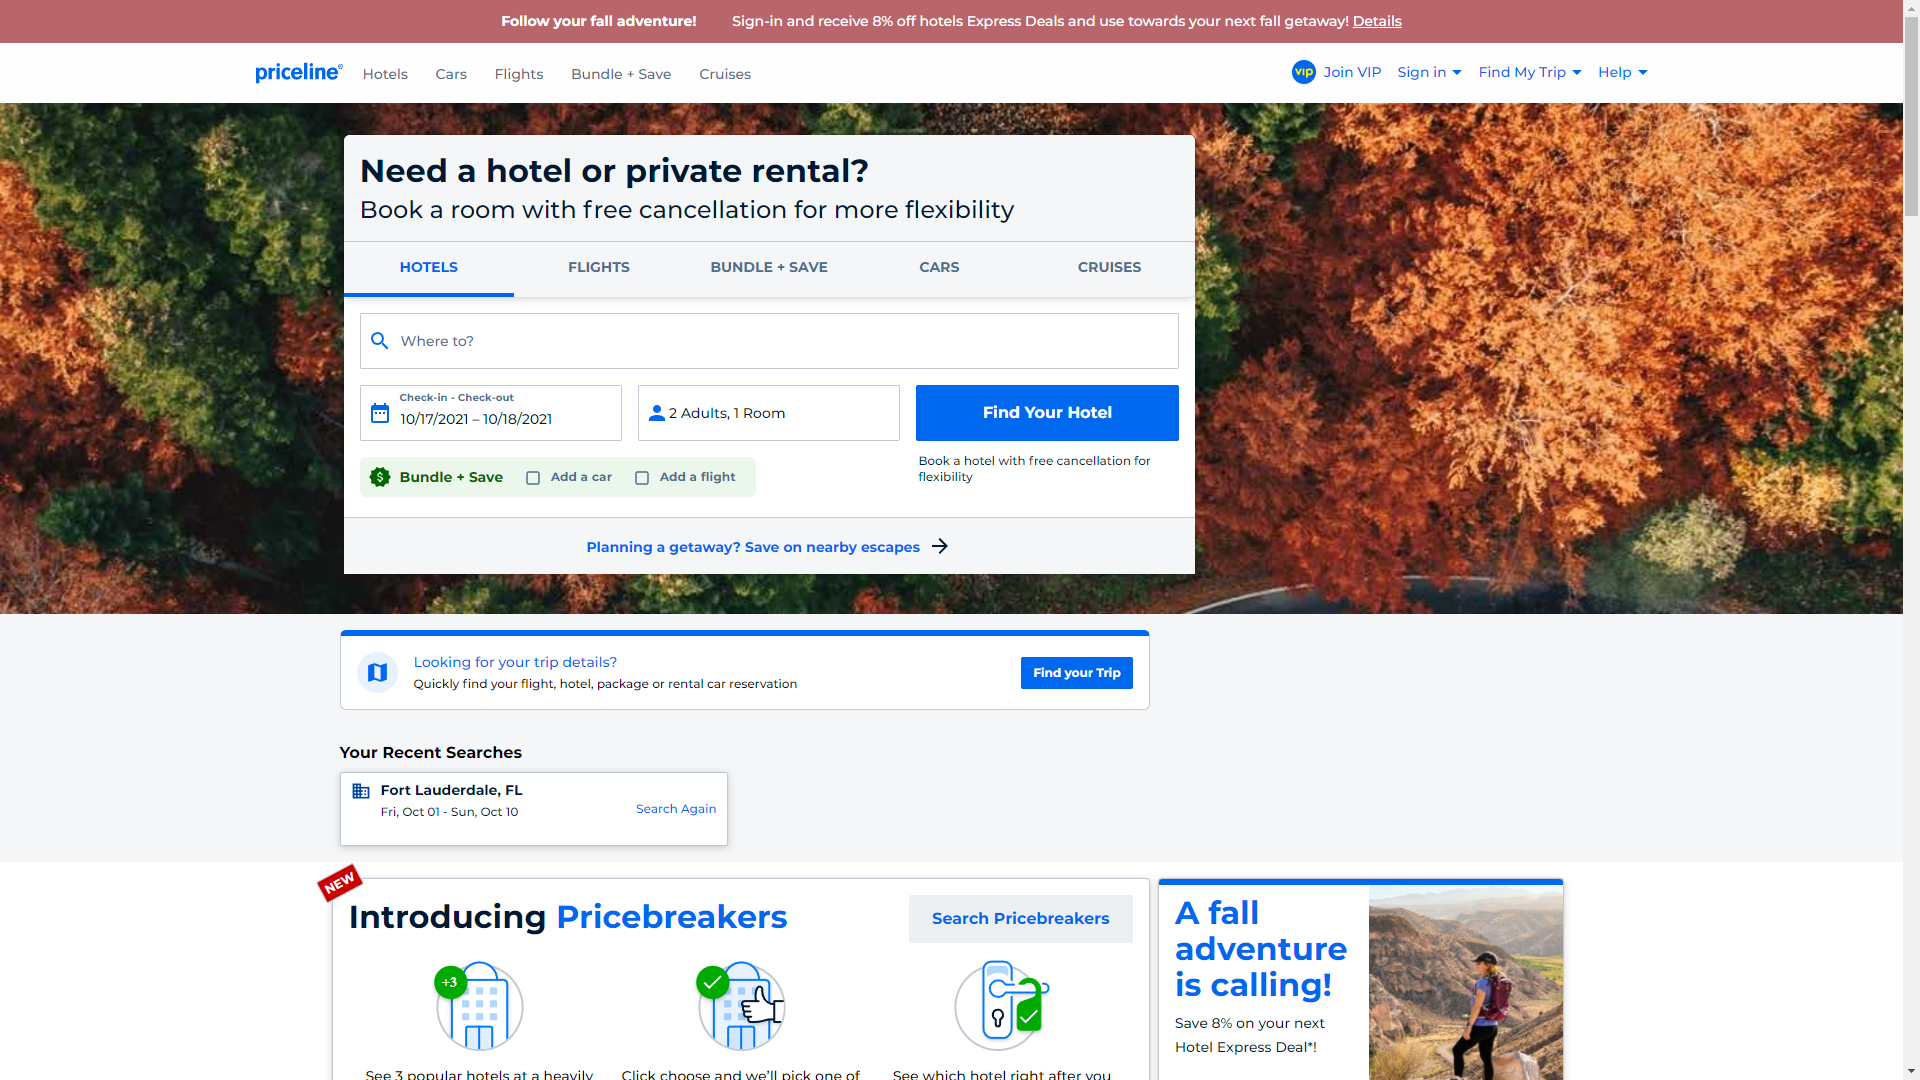 Follow your fall adventure! Sign-in and receive 8% off hotels Express Deals and use towards your next fall getaway! Details
priceline® Hotels Cars Flights Bundle + Save Cruises
VIP Join VIP Sign in Find My Trip Help
Need a hotel or private rental?
Book a room with free cancellation for more flexibility
HOTELS FLIGHTS BUNDLE + SAVE CARS CRUISES
Where to?
Check-in - Check-out
10/17/2021 – 10/18/2021
2 Adults, 1 Room
Find Your Hotel
Bundle + Save Add a car Add a flight
Book a hotel with free cancellation for
flexibility
Planning a getaway? Save on nearby escapes
Looking for your trip details?
Quickly find your flight, hotel, package or rental car reservation
Find your Trip
Your Recent Searches
Fort Lauderdale, FL
Fri, Oct 01 - Sun, Oct 10
Search Again
NEW
Introducing Pricebreakers
Search Pricebreakers
+3
See 3 popular hotels at a heavily
Click choose and we'll pick one of
See which hotel right after you
A fall
adventure
is calling!
Save 8% on your next
Hotel Express Deal*!